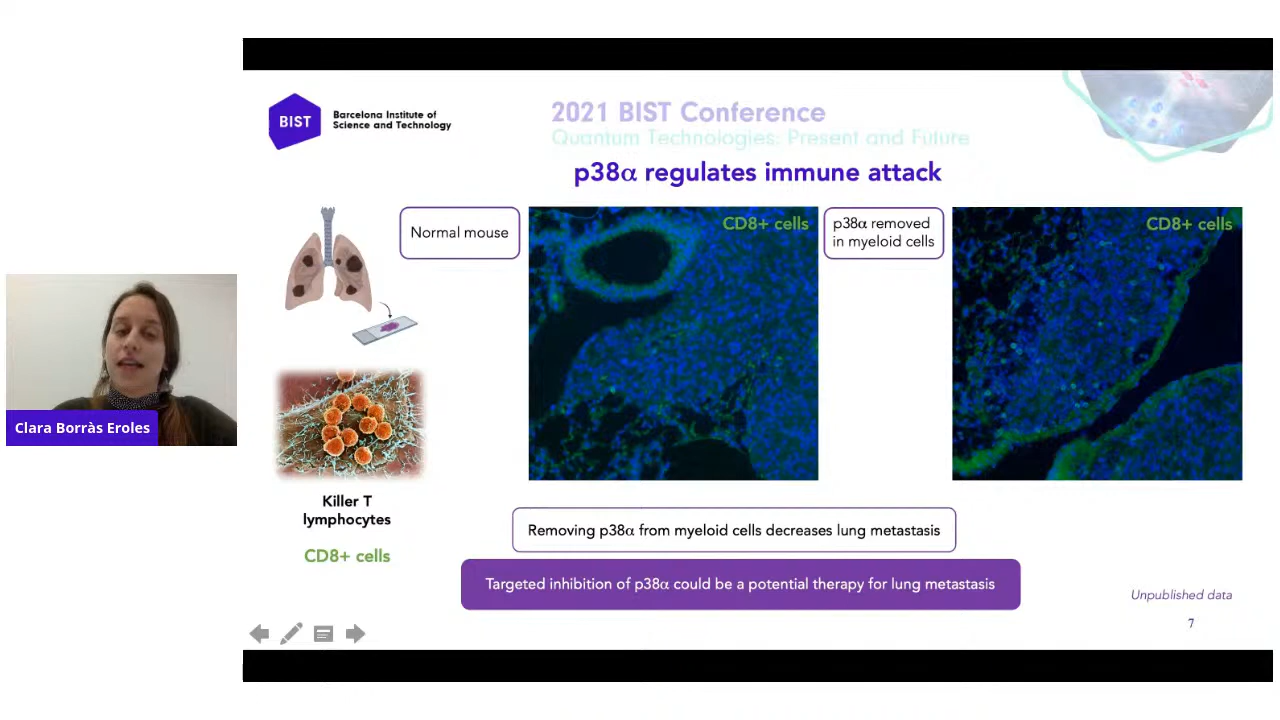 BIST
Barcelona Institute of
Science and Technology
2021 BIST Conference
Quantum Technologies: Present and Future
p38α regulates immune attack
Normal mouse
CD8+ cells
p38α removed
in myeloid cells
CD8+ cells
Clara Borràs Eroles
Killer T
lymphocytes
CD8+ cells
Removing p38α from myeloid cells decreases lung metastasis
Targeted inhibition of p38α could be a potential therapy for lung metastasis
Unpublished data
7